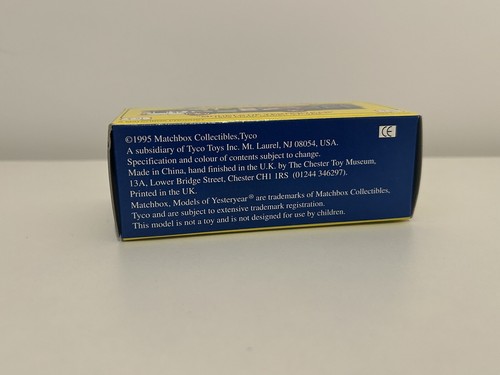 ©1995 Matchbox Collectibles,Tyco
A subsidiary of Tyco Toys Inc. Mt. Laurel, NJ 08054, USA.
Specification and colour of contents subject to change.
Made in China, hand finished in the U.K. by The Chester Toy Museum,
13A, Lower Bridge Street, Chester CH1 1RS (01244 346297).
Printed in the UK.
Matchbox, Models of Yesteryear® are trademarks of Matchbox Collectibles,
Tyco and are subject to extensive trademark registration.
This model is not a toy and is not designed for use by children.
CE